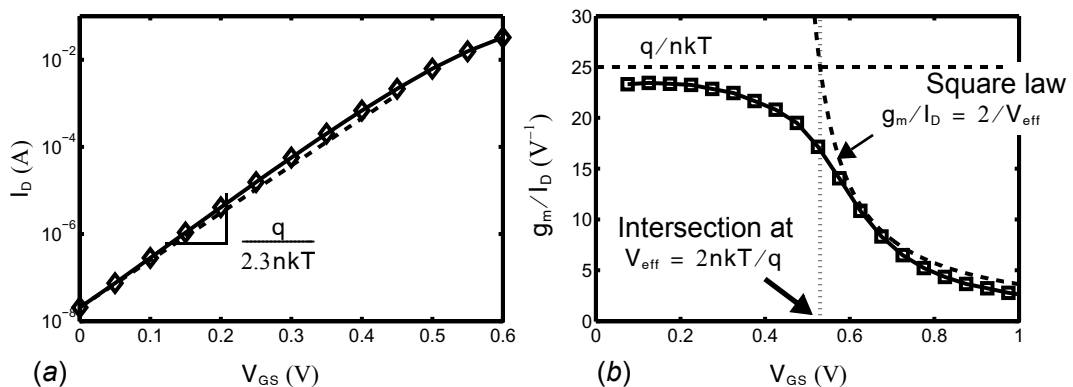 10⁻²
10⁻⁴
10⁻⁶
10⁻⁸
I_D (A)
0 0.1 0.2 0.3 0.4 0.5 0.6
q
2.3nkT
(a)
V_GS (V)
30
25
20
15
10
5
0
g_m/I_D (V⁻¹)
q/nkT
Square law
g_m/I_D = 2/V_eff
Intersection at
V_eff = 2nkT/q
0 0.2 0.4 0.6 0.8 1
(b)
V_GS (V)